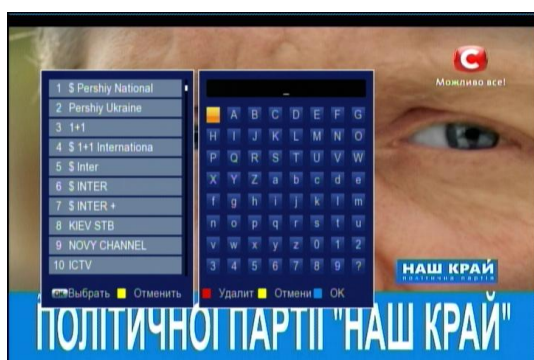 C
Можливо все!
1 $ Pershiy National
2 Pershiy Ukraine
3 1+1
4 $ 1+1 Internationa
5 $ Inter
6 $ INTER
7 $ INTER +
8 KIEV STB
9 NOVY CHANNEL
10 ICTV
OK Выбрать Отменить
_
A B C D E F G
H I J K L M N O
P Q R S T U V W
X Y Z a b c d e
f g h i j k l m
n o p q r s t u
v w x y z 0 1 2
3 4 5 6 7 8 9 ?
Удалит Отмени OK
НАШ КРАЙ
політична партія
ПОЛІТИЧНОЇ ПАРТІЇ "НАШ КРАЙ"